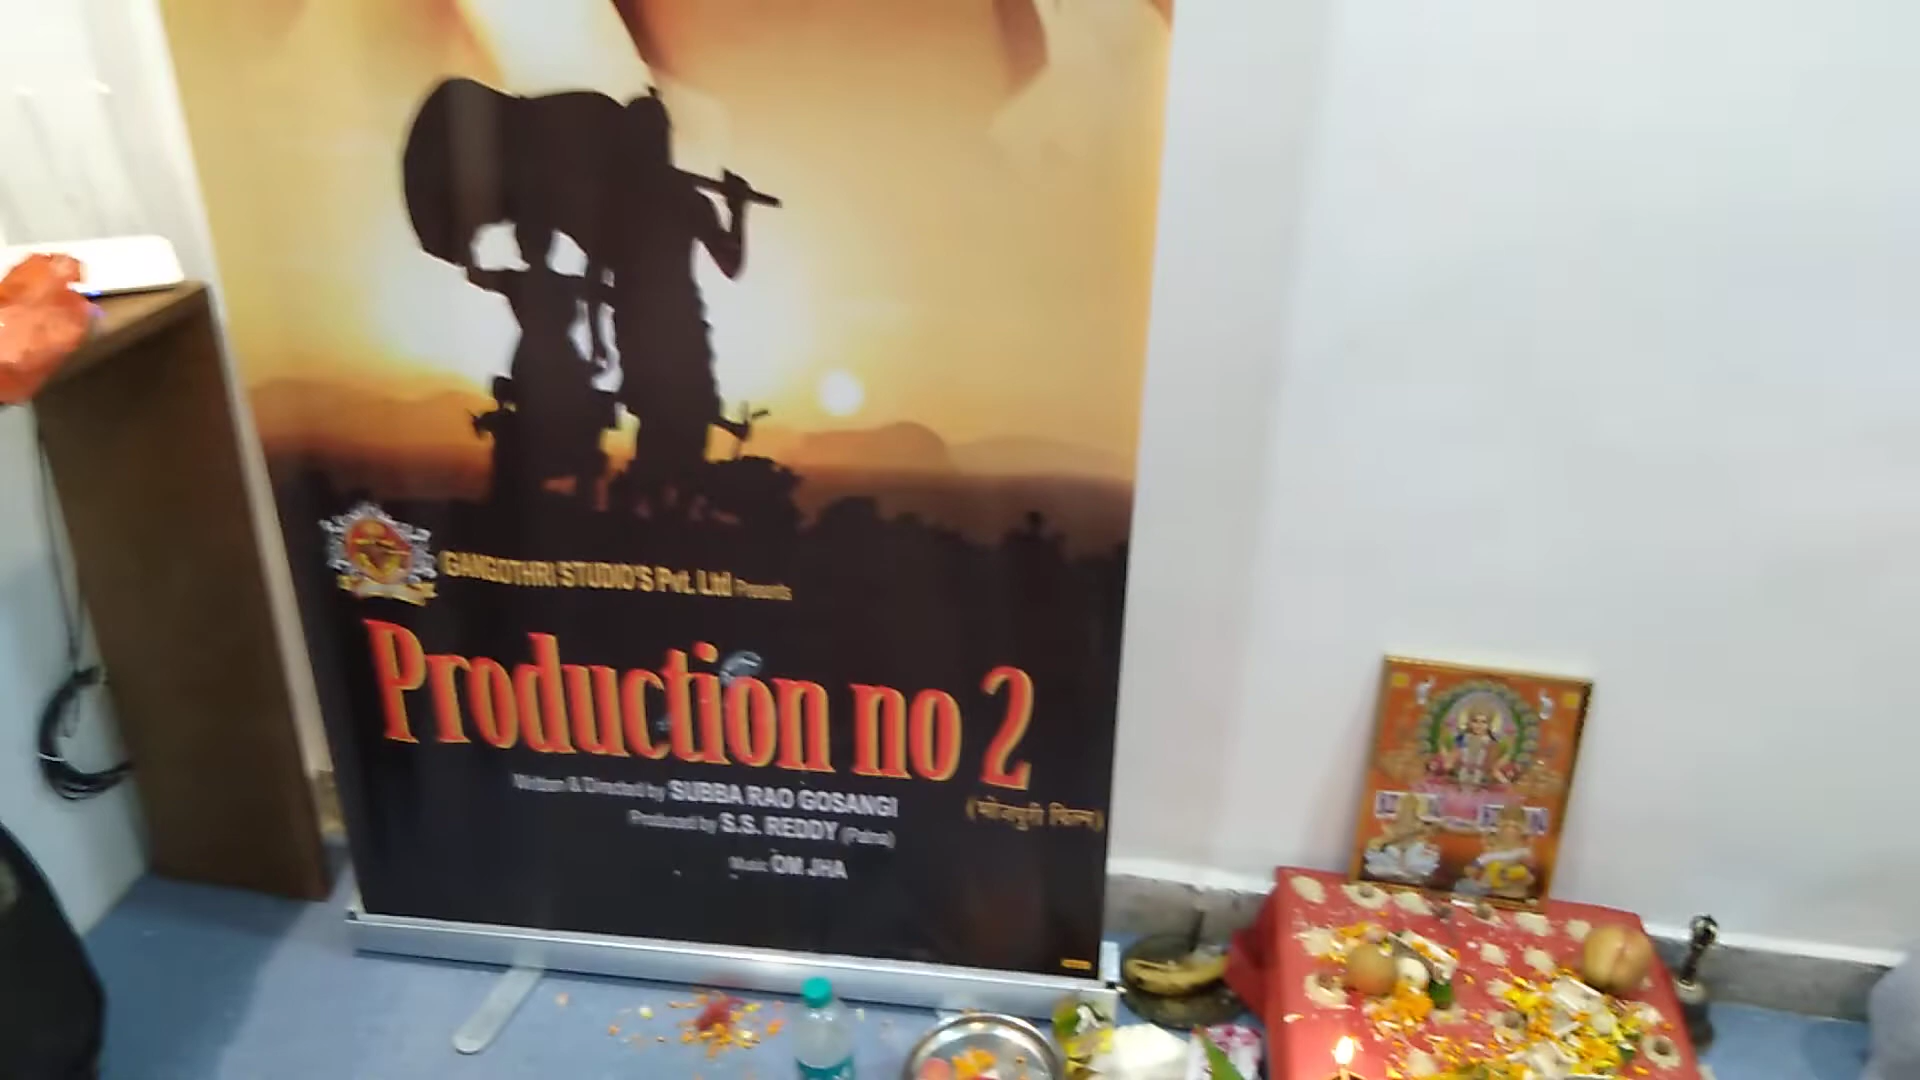 GANGOTHRI STUDIO'S Pvt. Ltd Presents
Production no 2
(भोजपुरी फिल्म)
Written & Directed by SUBBA RAO GOSANGI
Produced by S.S. REDDY (Patna)
Music OM JHA